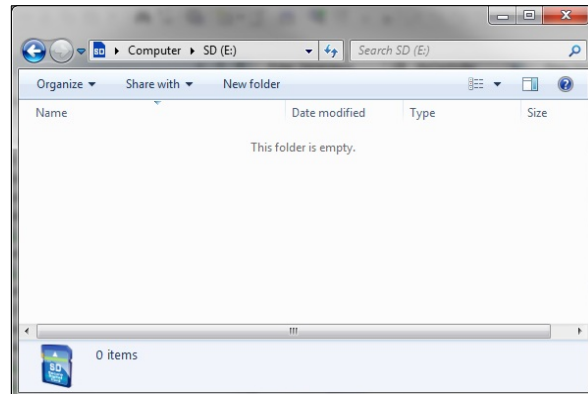 SD Computer SD (E:) Search SD (E:)
Organize Share with New folder
Name Date modified Type Size
This folder is empty.
0 items
SD